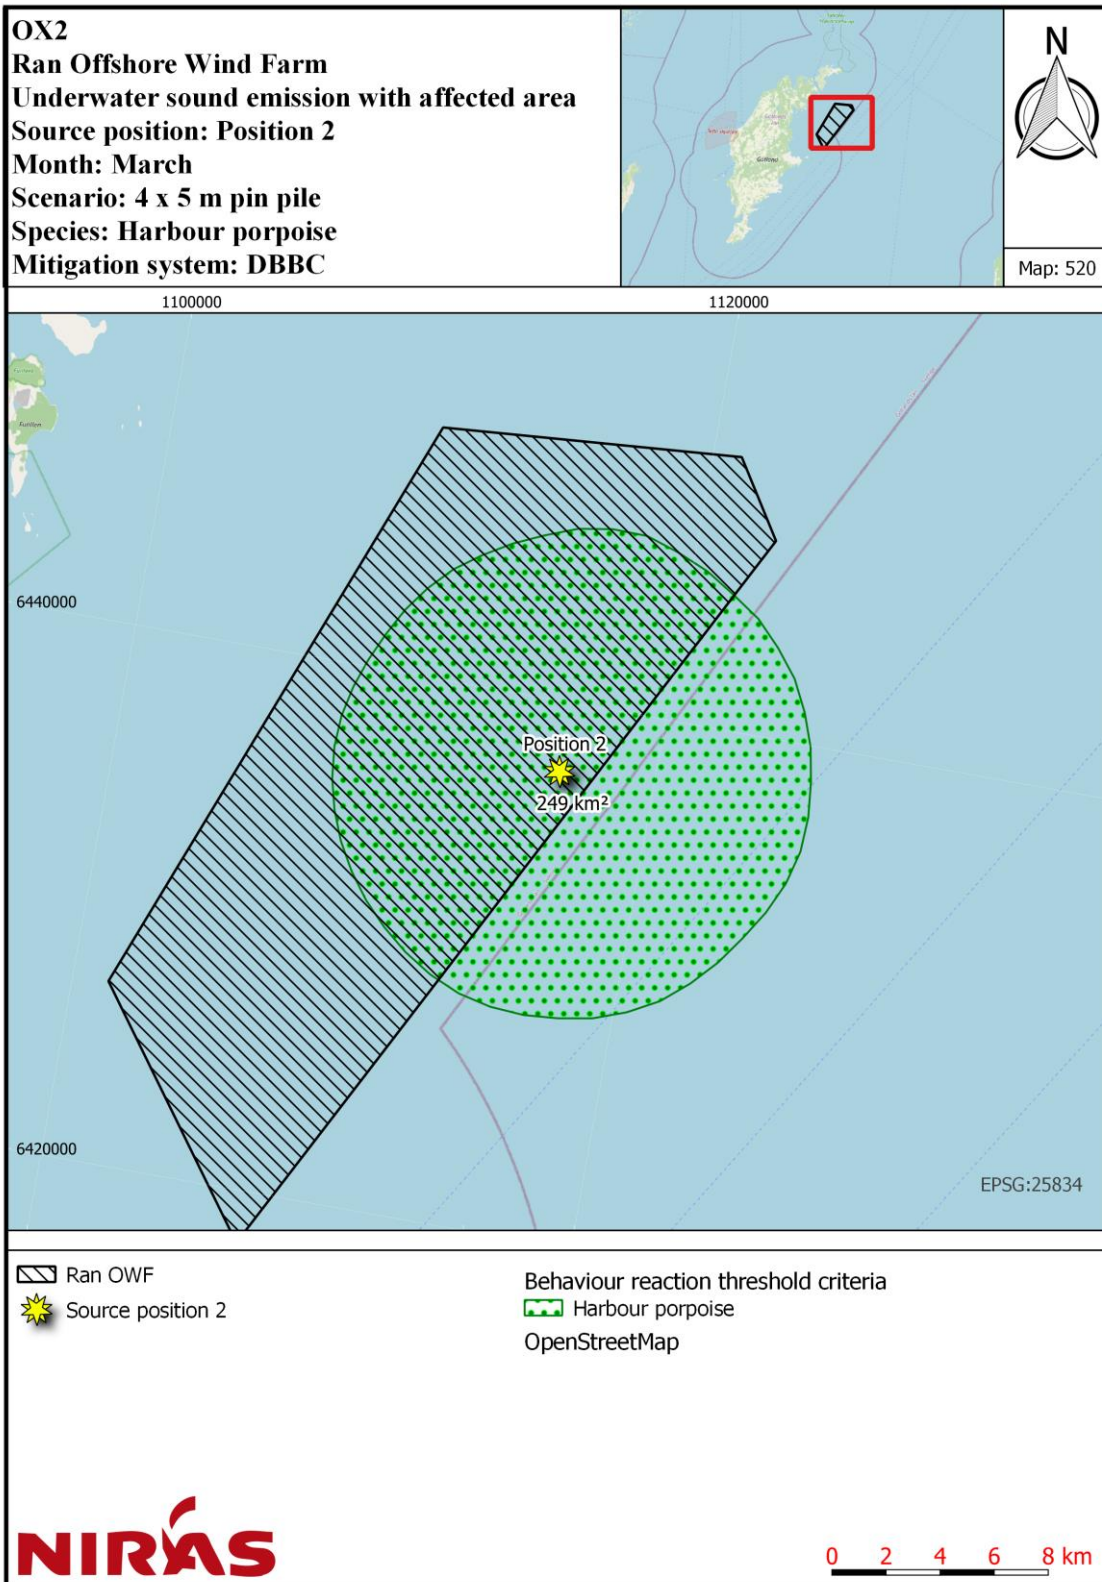 OX2
Ran Offshore Wind Farm
Underwater sound emission with affected area
Source position: Position 2
Month: March
Scenario: 4 x 5 m pin pile
Species: Harbour porpoise
Mitigation system: DBBC
N
Map: 520
1100000
1120000
6440000
Position 2
249 km²
6420000
EPSG:25834
Ran OWF
Source position 2
Behaviour reaction threshold criteria
Harbour porpoise
OpenStreetMap
NIRÁS
0 2 4 6 8 km